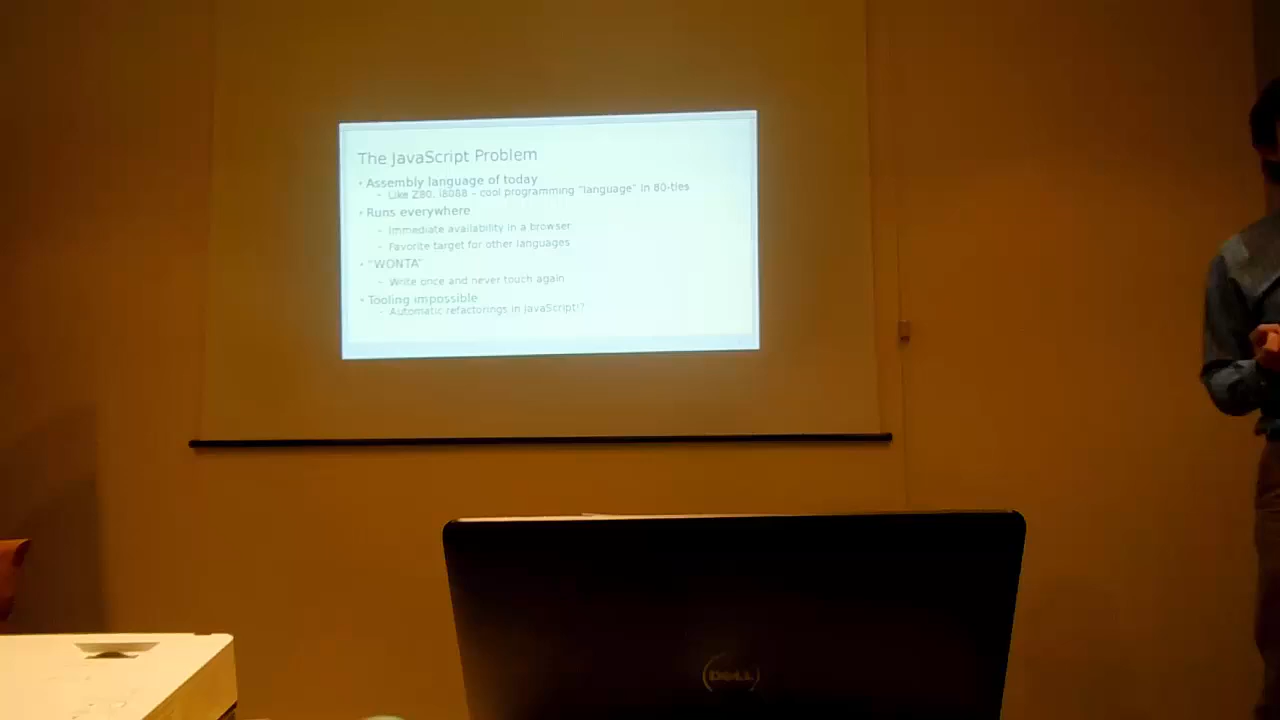 The JavaScript Problem
• Assembly language of today
– Like Z80, i8088 – cool programming "language" in 80-ties
• Runs everywhere
– Immediate availability in a browser
– Favorite target for other languages
• "WONTA"
– Write once and never touch again
• Tooling impossible
– Automatic refactorings in JavaScript!?
DELL